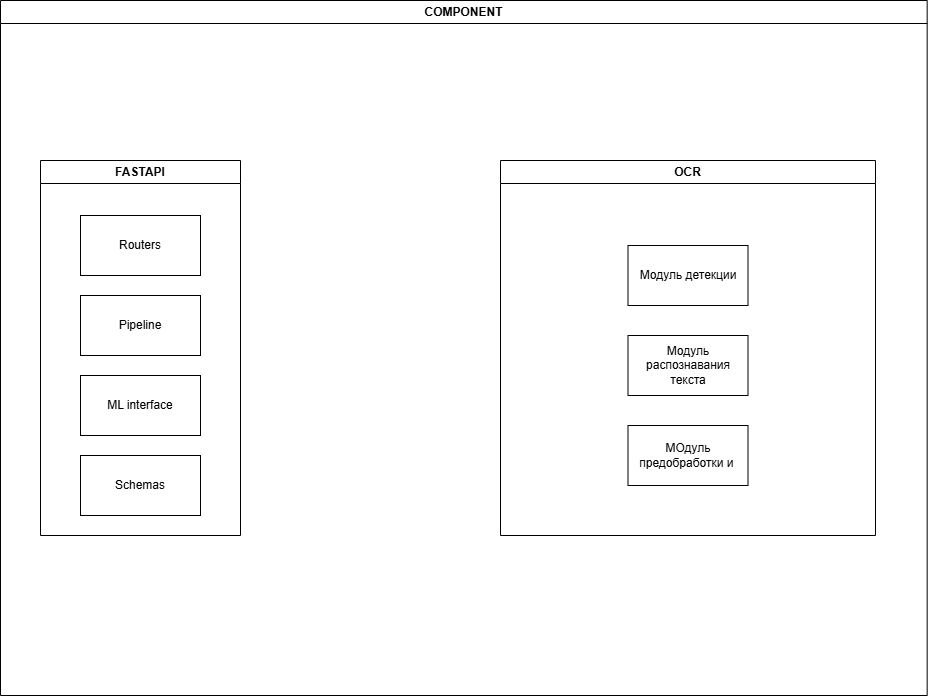 COMPONENT
FASTAPI
Routers
Pipeline
ML interface
Schemas
OCR
Модуль детекции
Модуль
распознавания
текста
МОдуль
предобработки и